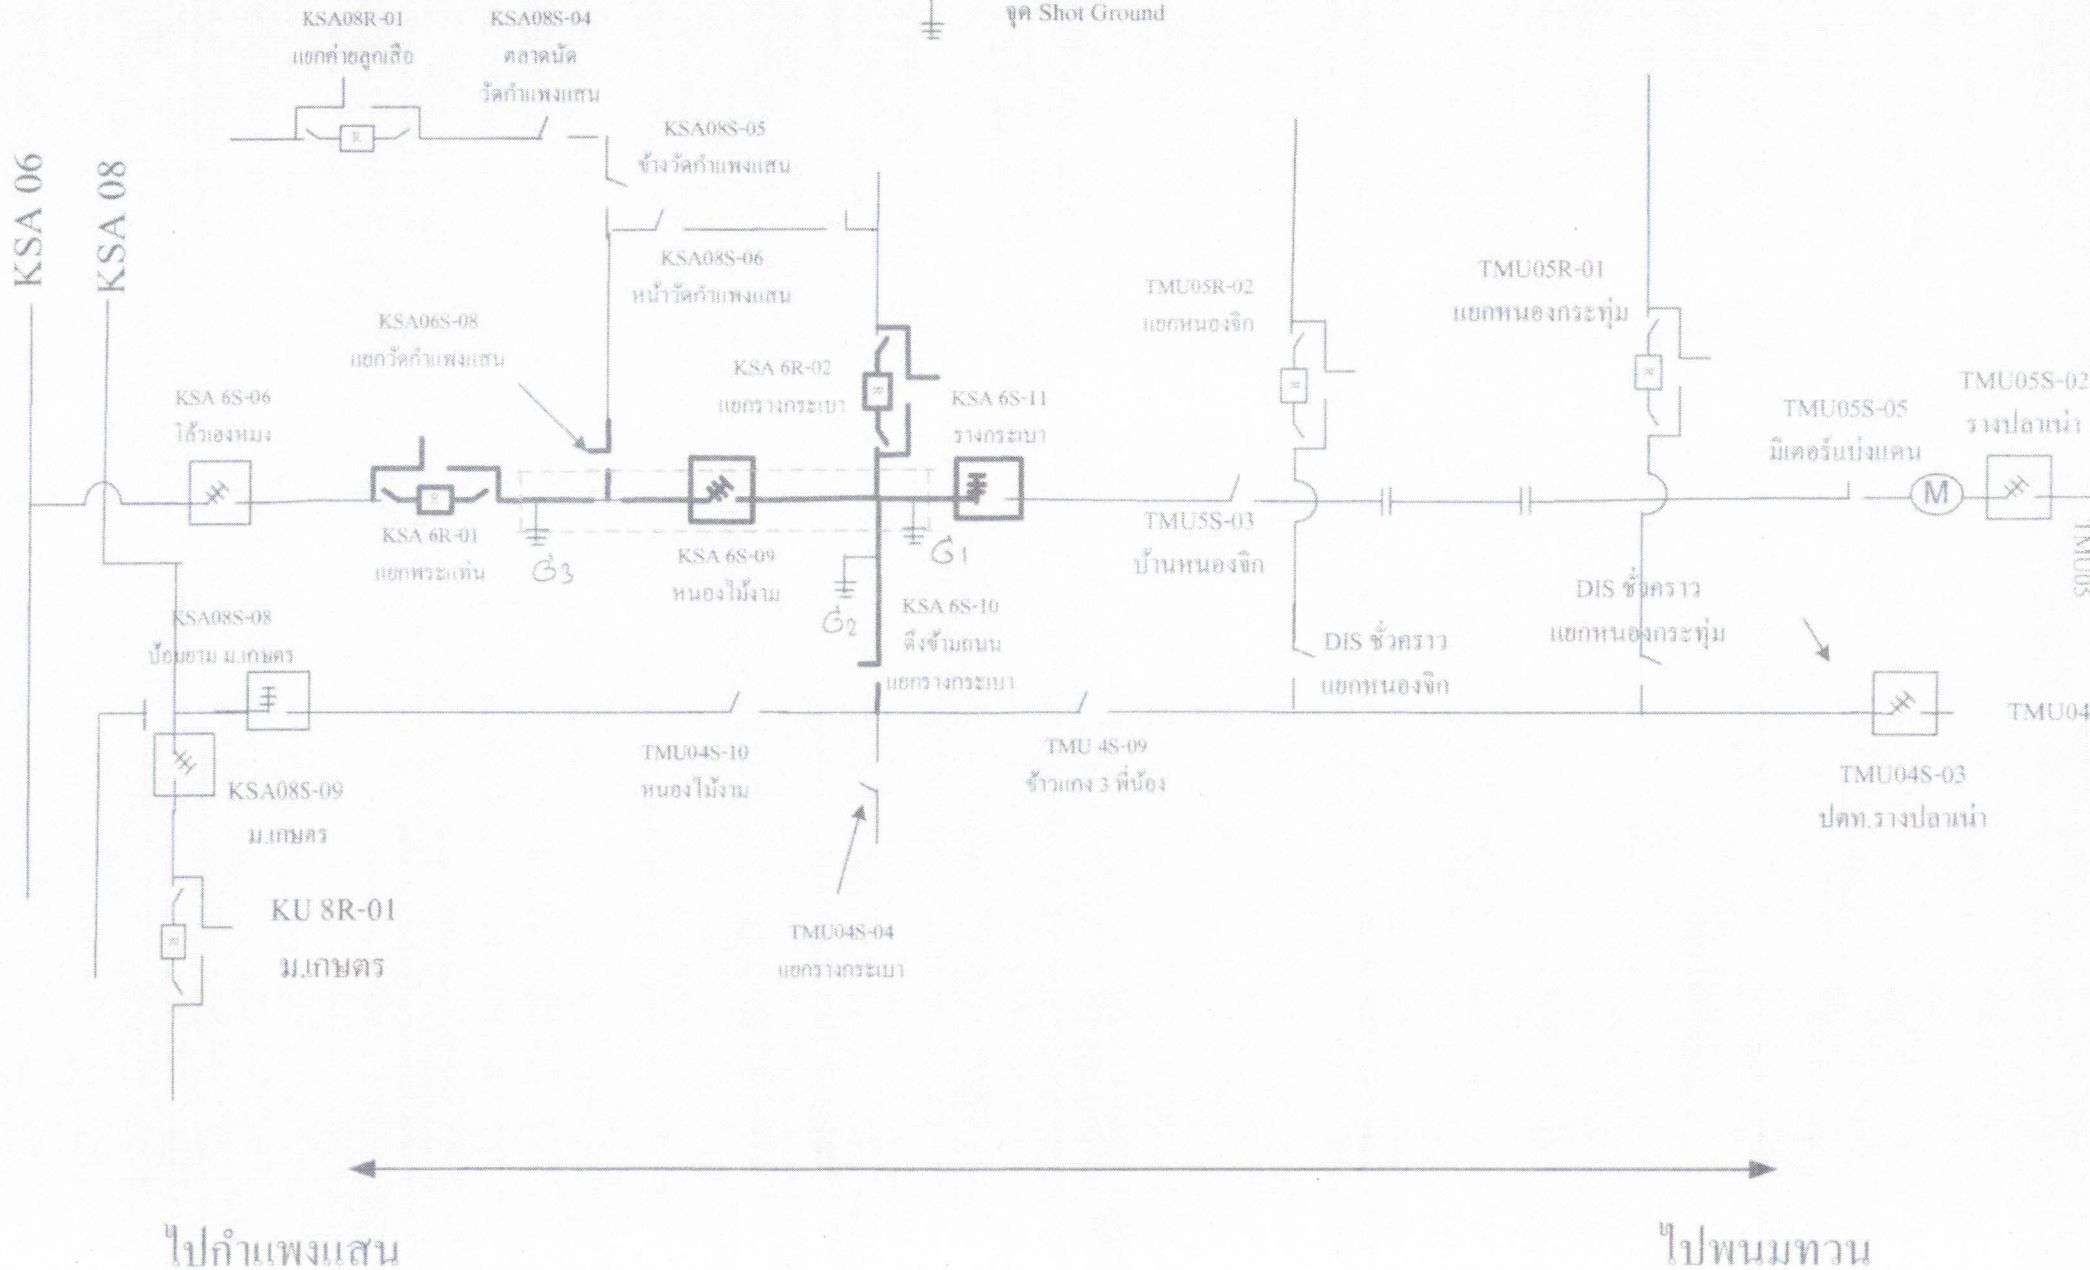 จุด Shot Ground
KSA08R-01
แยกค่ายลูกเสือ
KSA08S-04
ตลาดนัด
วัดกำแพงแสน
KSA08S-05
ข้างวัดกำแพงแสน
KSA 06
KSA 08
KSA08S-06
หน้าวัดกำแพงแสน
KSA06S-08
แยกวัดกำแพงแสน
KSA 6R-02
แยกรางกระเบา
R
KSA 6S-11
รางกระเบา
TMU05R-02
แยกหนองจิก
R
TMU05R-01
แยกหนองกระทุ่ม
R
TMU05S-05
มิเตอร์แบ่งแดน
M
TMU05S-02
รางปลาเน่า
TMU05
KSA 6S-06
โล้วเฮงหมง
R
R
KSA 6R-01
แยกพระแท่น
G3
KSA 6S-09
หนองไม้งาม
G1
G2
KSA 6S-10
ดึงข้ามถนน
แยกรางกระเบา
TMU5S-03
บ้านหนองจิก
DIS ชั่วคราว
แยกหนองจิก
DIS ชั่วคราว
แยกหนองกระทุ่ม
KSA08S-08
ป้อมยาม ม.เกษตร
KSA08S-09
ม.เกษตร
TMU04S-10
หนองไม้งาม
TMU 4S-09
ข้าวแกง 3 พี่น้อง
TMU04
TMU04S-03
ปตท.รางปลาเน่า
KU 8R-01
ม.เกษตร
R
TMU04S-04
แยกรางกระเบา
ไปกำแพงแสน
ไปพนมทวน